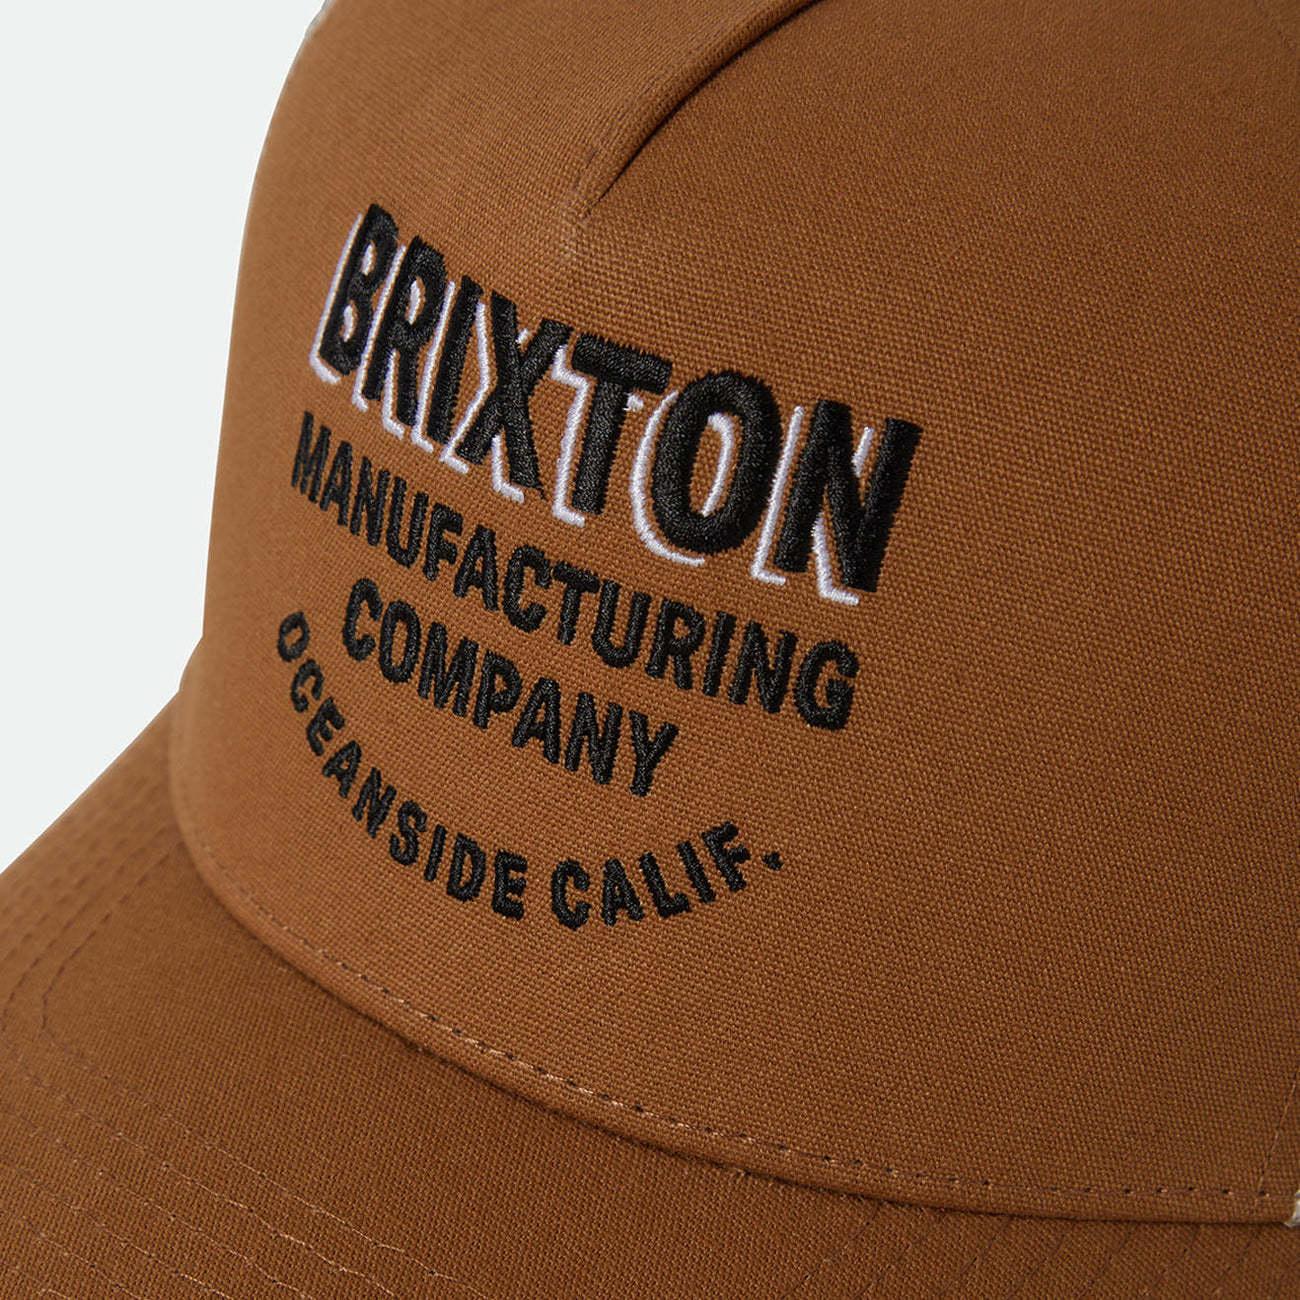 BRIXTON
MANUFACTURING
COMPANY
OCEANSIDE CALIF.